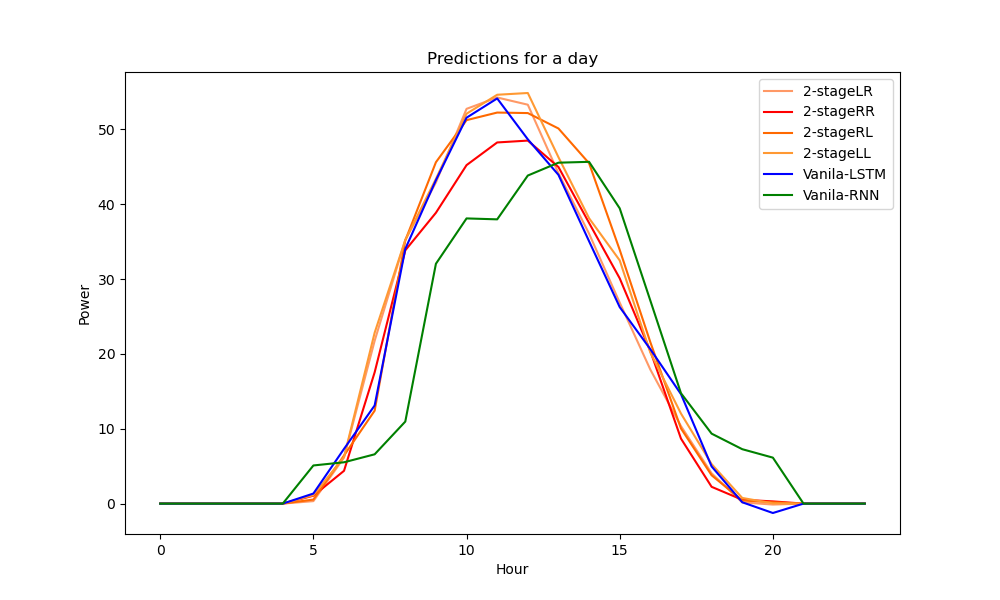 Predictions for a day
2-stageLR
2-stageRR
2-stageRL
2-stageLL
Vanila-LSTM
Vanila-RNN
50
40
30
20
10
0
Power
0 5 10 15 20
Hour